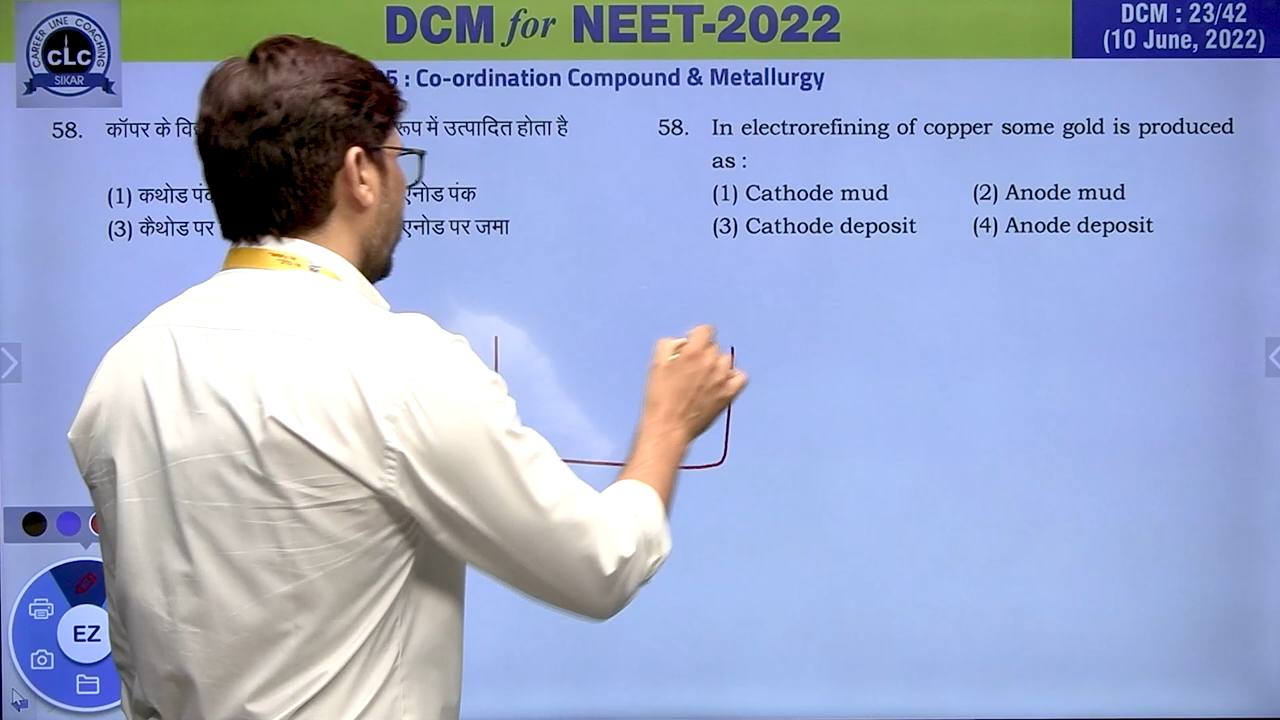 DCM for NEET-2022
DCM : 23/42
(10 June, 2022)
CAREER LINE COACHING
CLC
SIKAR
5 : Co-ordination Compound & Metallurgy
58. कॉपर के रूप में उत्पादित होता है
(1) कथोड एनोड पंक
(3) कैथोड पर एनोड पर जमा
58. In electrorefining of copper some gold is produced
as :
(1) Cathode mud (2) Anode mud
(3) Cathode deposit (4) Anode deposit
EZ